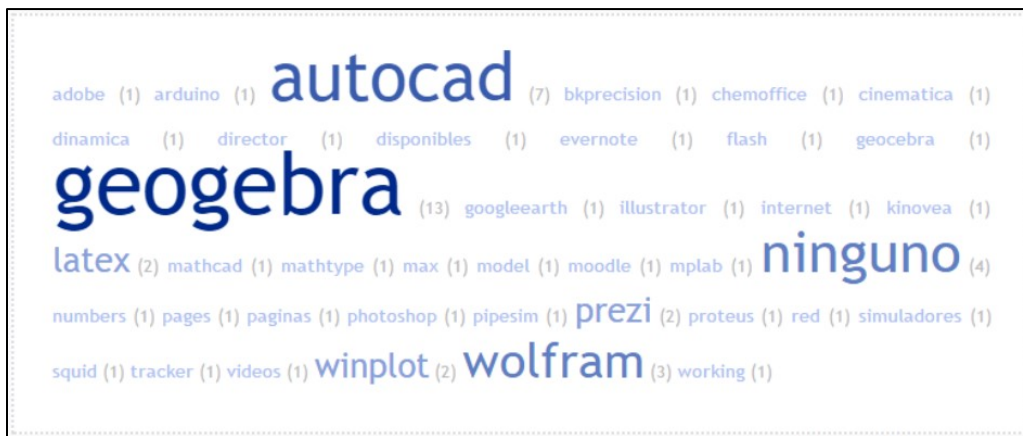 adobe (1) arduino (1) autocad (7) bkprecision (1) chemoffice (1) cinematica (1)
dinamica (1) director (1) disponibles (1) evernote (1) flash (1) geocebra (1)
geogebra (13) googleearth (1) illustrator (1) internet (1) kinovea (1)
latex (2) mathcad (1) mathtype (1) max (1) model (1) moodle (1) mplab (1) ninguno (4)
numbers (1) pages (1) paginas (1) photoshop (1) pipesim (1) prezi (2) proteus (1) red (1) simuladores (1)
squid (1) tracker (1) videos (1) winplot (2) wolfram (3) working (1)